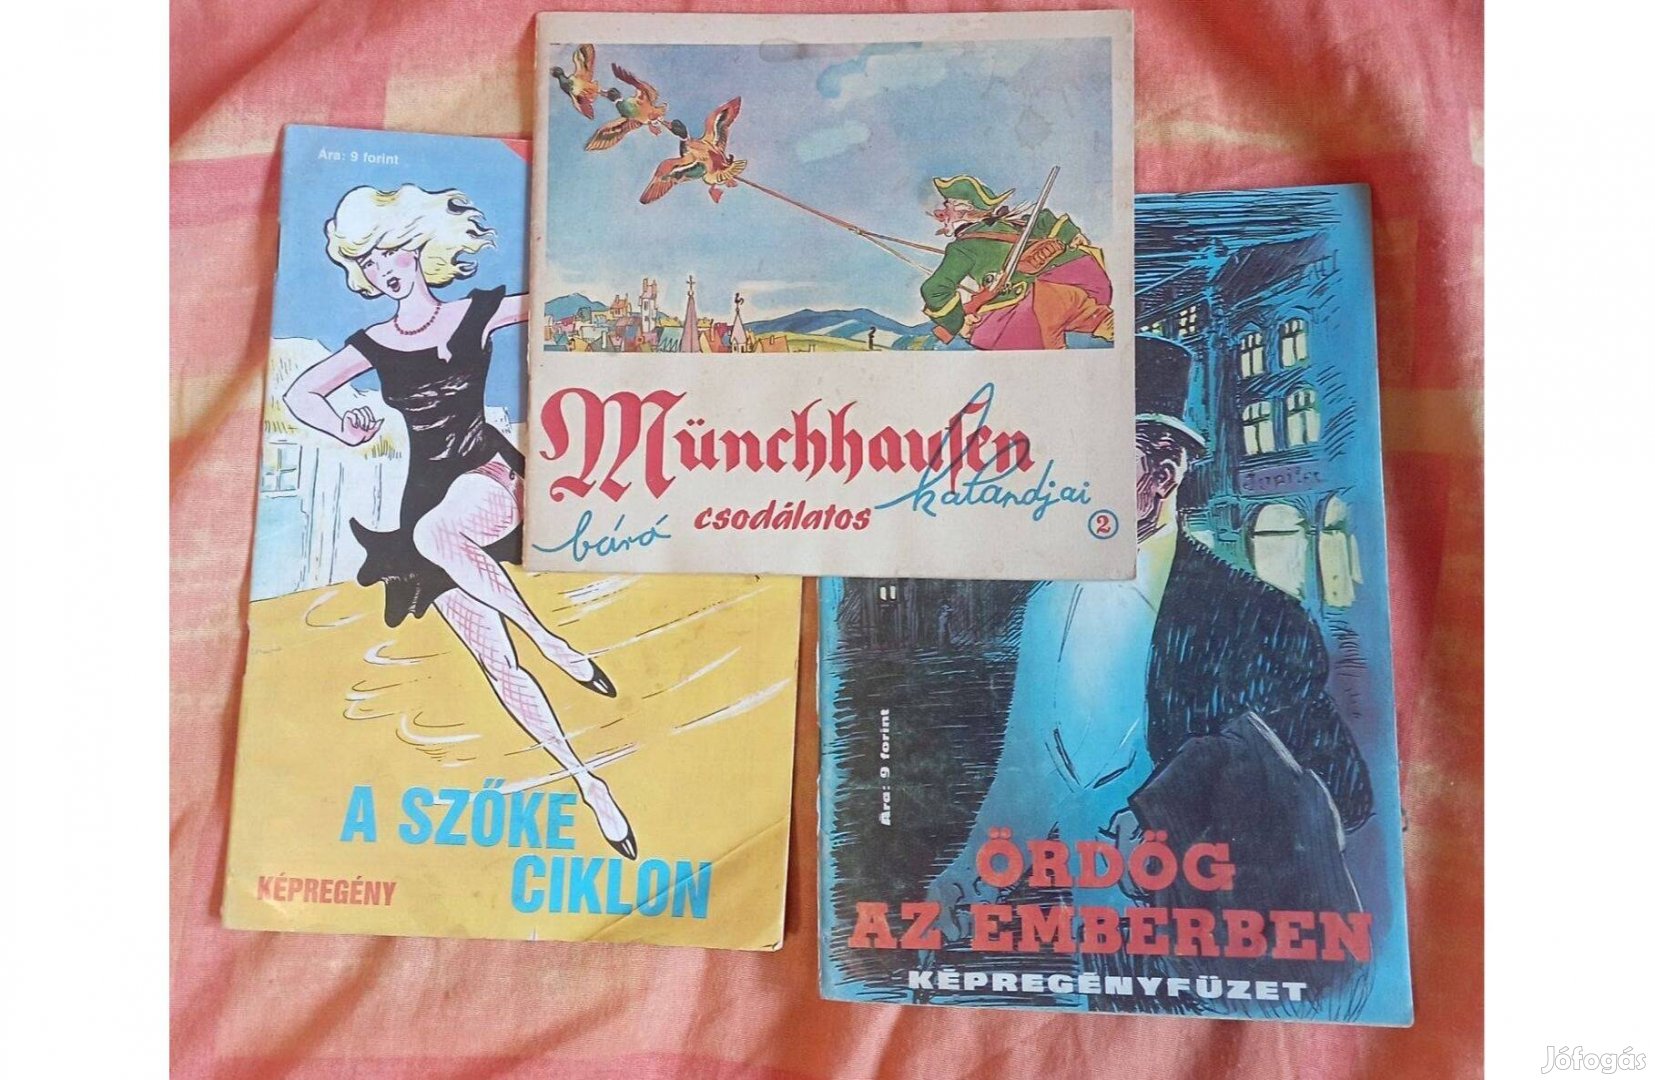 Ára: 9 forint
A SZŐKE
CIKLON
KÉPREGÉNY
Münchhausen
báró csodálatos kalandjai
2
Jupiter
Ára: 9 forint
ÖRDÖG
AZ EMBERBEN
KÉPREGÉNYFÜZET
Jófogás